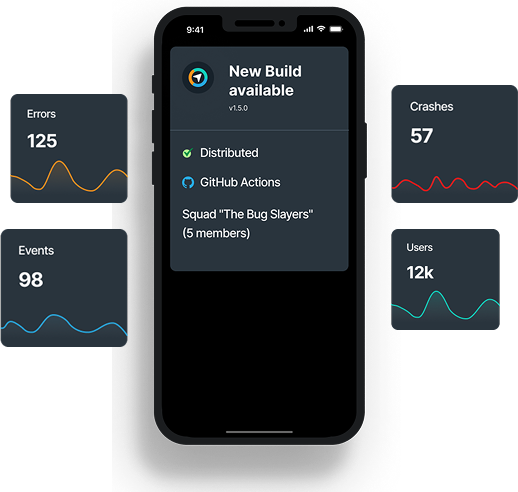 9:41
New Build
available
v1.5.0
Distributed
GitHub Actions
Squad "The Bug Slayers"
(5 members)
Errors
125
Events
98
Crashes
57
Users
12k